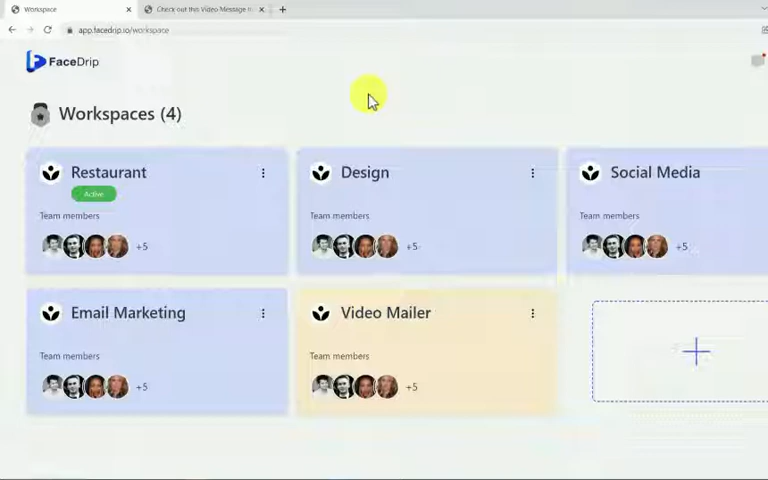 Workspace
Check out this Video Message
app.facedrip.io/workspace
FaceDrip
Workspaces (4)
Restaurant
Active
Team members
+5
Design
Team members
+5
Social Media
Team members
+5
Email Marketing
Team members
+5
Video Mailer
Team members
+5